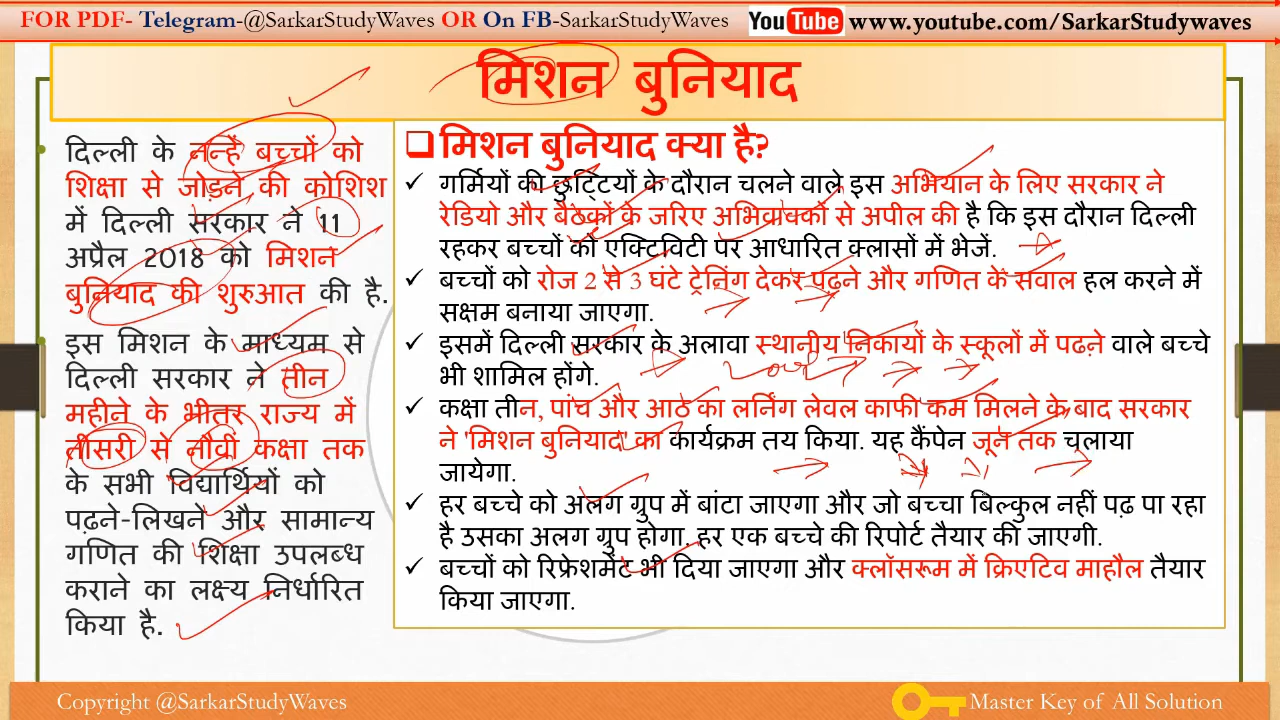 FOR PDF- Telegram-@SarkarStudyWaves OR On FB-SarkarStudyWaves YouTube www.youtube.com/SarkarStudywaves
मिशन बुनियाद
दिल्ली के नन्हें बच्चों को
शिक्षा से जोड़ने की कोशिश
में दिल्ली सरकार ने 11
अप्रैल 2018 को मिशन
बुनियाद की शुरुआत की है.
इस मिशन के माध्यम से
दिल्ली सरकार ने तीन
महीने के भीतर राज्य में
तीसरी से नौवीं कक्षा तक
के सभी विद्यार्थियों को
पढ़ने-लिखने और सामान्य
गणित की शिक्षा उपलब्ध
कराने का लक्ष्य निर्धारित
किया है.
मिशन बुनियाद क्या है?
गर्मियों की छुट्टियों के दौरान चलने वाले इस अभियान के लिए सरकार ने
रेडियो और बैठकों के जरिए अभिवाक्कों से अपील की है कि इस दौरान दिल्ली
रहकर बच्चों को एक्टिविटी पर आधारित क्लासों में भेजें.
बच्चों को रोज 2 से 3 घंटे ट्रेनिंग देकर पढ़ने और गणित के सवाल हल करने में
सक्षम बनाया जाएगा.
इसमें दिल्ली सरकार के अलावा स्थानीय निकायों के स्कूलों में पढऩे वाले बच्चे
भी शामिल होंगे.
कक्षा तीन, पांच और आठ का लर्निंग लेवल काफी कम मिलने के बाद सरकार
ने 'मिशन बुनियाद' का कार्यक्रम तय किया. यह कैंपेन जून तक चलाया
जायेगा.
हर बच्चे को अलग ग्रुप में बांटा जाएगा और जो बच्चा बिल्कुल नहीं पढ़ पा रहा
है उसका अलग ग्रुप होगा. हर एक बच्चे की रिपोर्ट तैयार की जाएगी.
बच्चों को रिफ्रेशमेंट भी दिया जाएगा और क्लॉसरूम में क्रिएटिव माहौल तैयार
किया जाएगा.
Copyright @SarkarStudyWaves
Master Key of All Solution